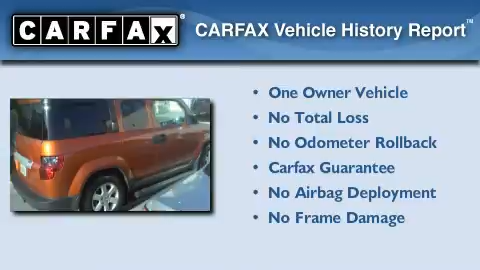 CARFAX®
CARFAX Vehicle History Report™
• One Owner Vehicle
• No Total Loss
• No Odometer Rollback
• Carfax Guarantee
• No Airbag Deployment
• No Frame Damage